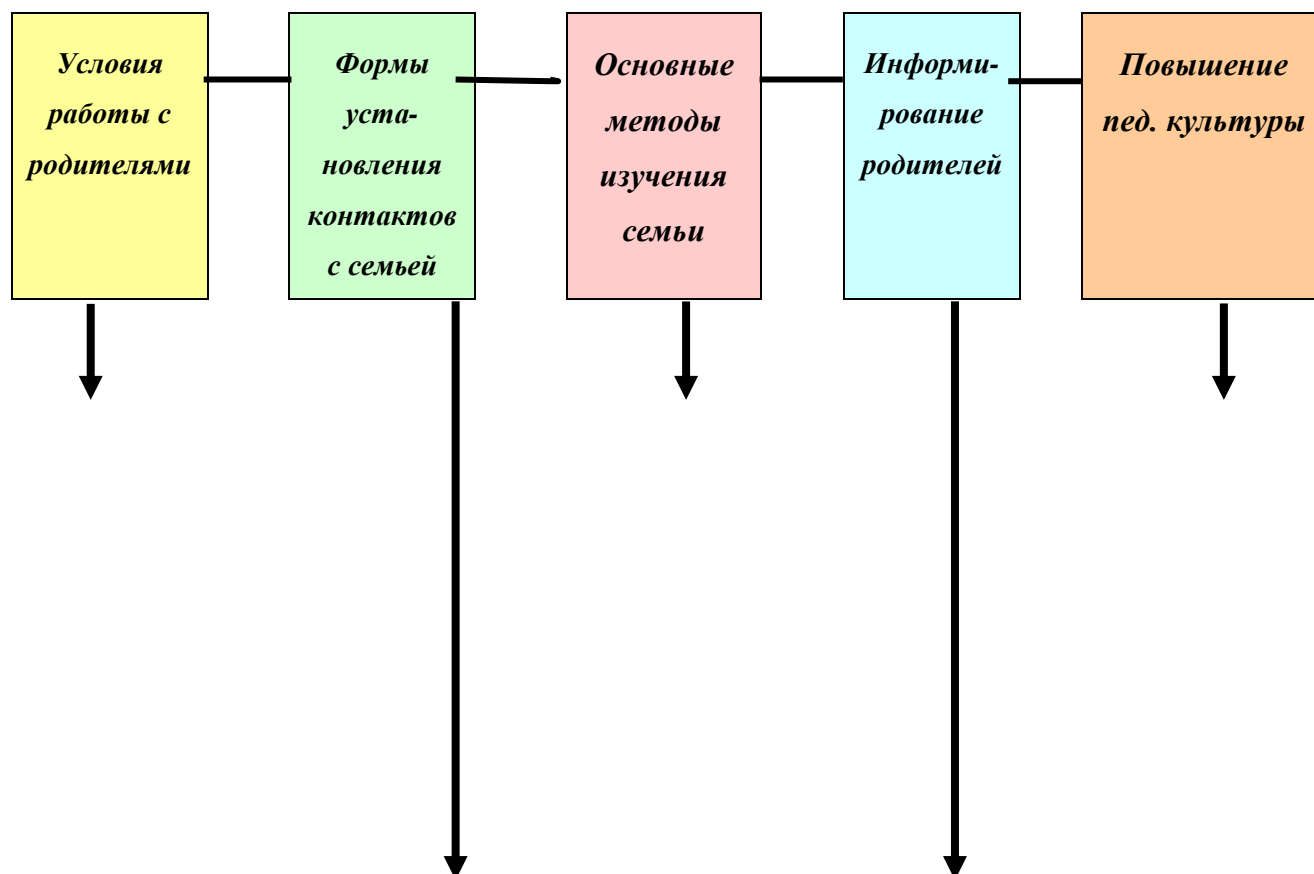 Условия
работы с
родителями
Формы
уста-
новления
контактов
с семьей
Основные
методы
изучения
семьи
Информи-
рование
родителей
Повышение
пед. культуры